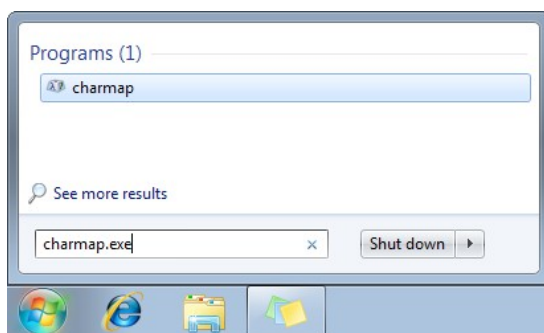 Programs (1)
charmap
See more results
charmap.exe
Shut down